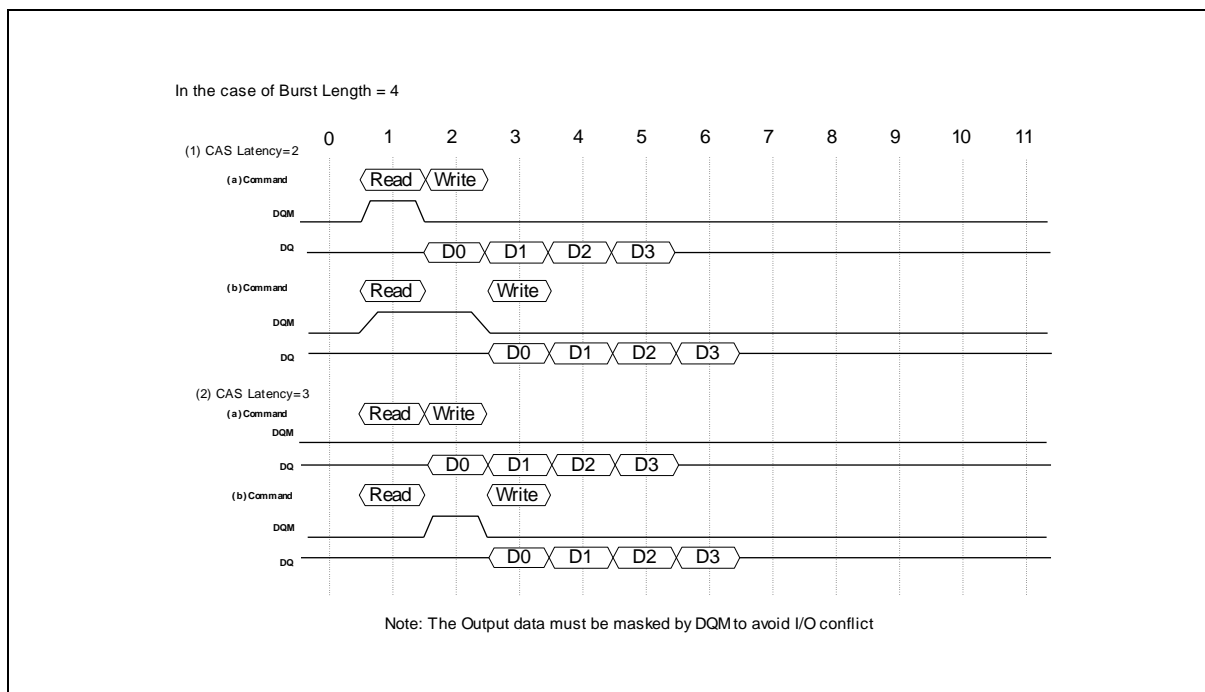 In the case of Burst Length = 4
0 1 2 3 4 5 6 7 8 9 10 11
(1) CAS Latency=2
(a)Command Read Write
DQM
DQ D0 D1 D2 D3
(b)Command Read Write
DQM
DQ D0 D1 D2 D3
(2) CAS Latency=3
(a)Command Read Write
DQM
DQ D0 D1 D2 D3
(b)Command Read Write
DQM
DQ D0 D1 D2 D3
Note: The Output data must be masked by DQM to avoid I/O conflict